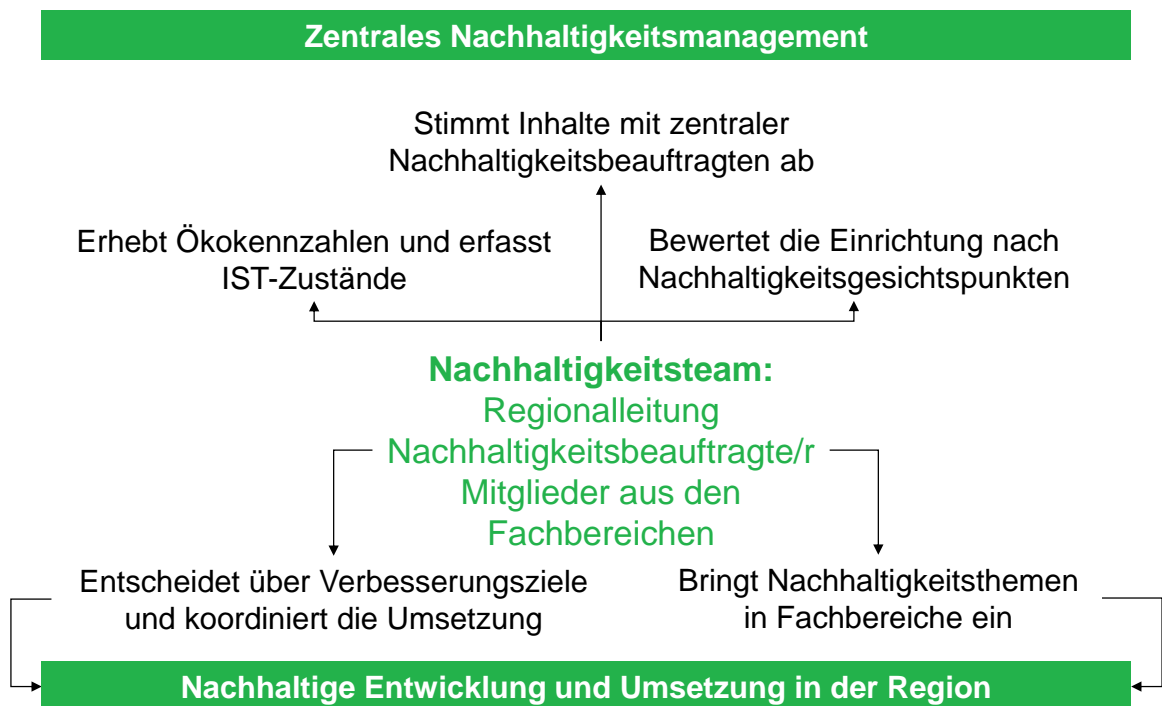 Zentrales Nachhaltigkeitsmanagement
Stimmt Inhalte mit zentraler
Nachhaltigkeitsbeauftragten ab
Erhebt Ökokennzahlen und erfasst
IST-Zustände
Bewertet die Einrichtung nach
Nachhaltigkeitsgesichtspunkten
Nachhaltigkeitsteam:
Regionalleitung
Nachhaltigkeitsbeauftragte/r
Mitglieder aus den
Fachbereichen
Entscheidet über Verbesserungsziele
und koordiniert die Umsetzung
Bringt Nachhaltigkeitsthemen
in Fachbereiche ein
Nachhaltige Entwicklung und Umsetzung in der Region